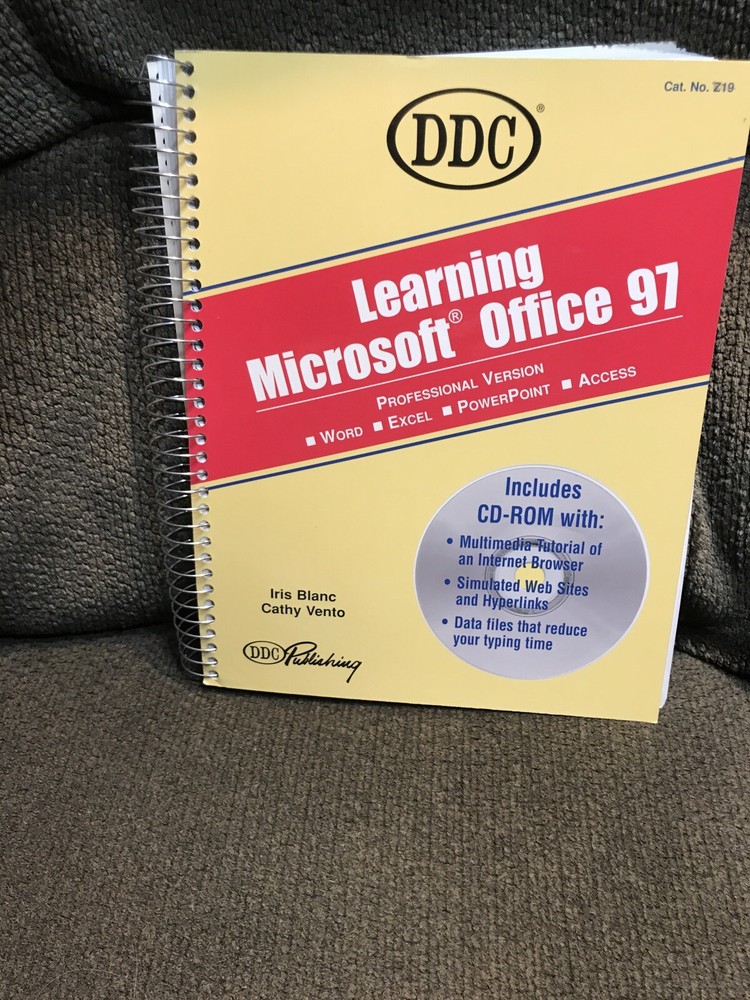 Cat. No. Z19
DDC®
Learning
Microsoft® Office 97
PROFESSIONAL VERSION
■ WORD ■ EXCEL ■ POWERPOINT ■ ACCESS
Includes
CD-ROM with:
• Multimedia Tutorial of
an Internet Browser
• Simulated Web Sites
and Hyperlinks
• Data files that reduce
your typing time
Iris Blanc
Cathy Vento
DDC Publishing